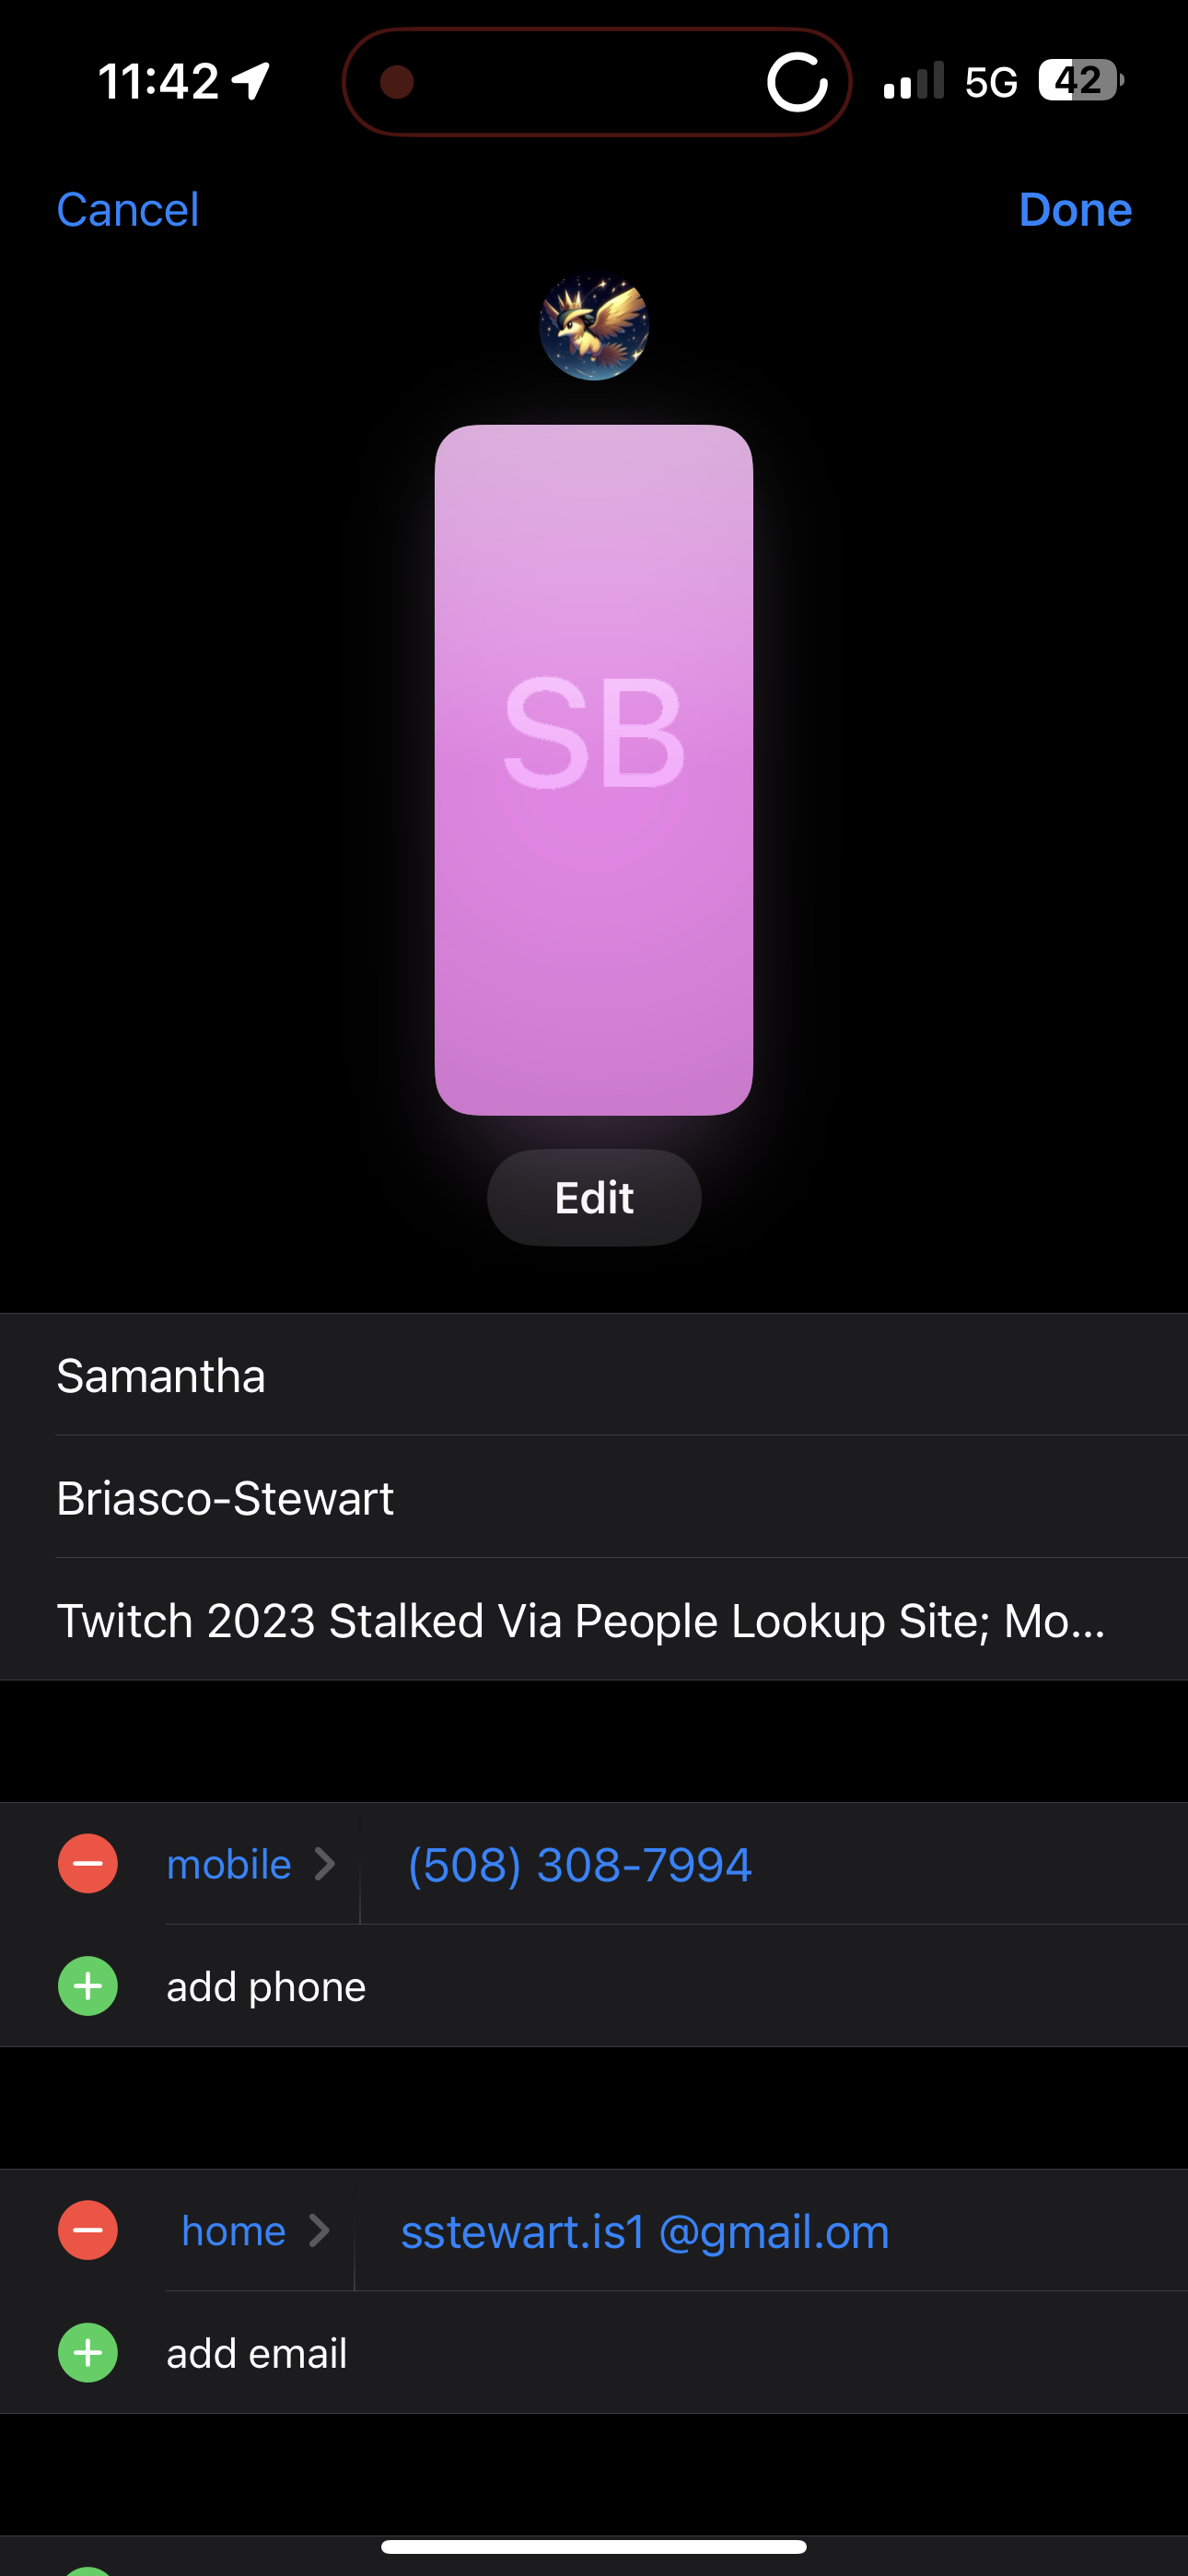 11:42
5G
42
Cancel
Done
SB
Edit
Samantha
Briasco-Stewart
Twitch 2023 Stalked Via People Lookup Site; Mo...
mobile
(508) 308-7994
add phone
home
sstewart.is1 @gmail.om
add email